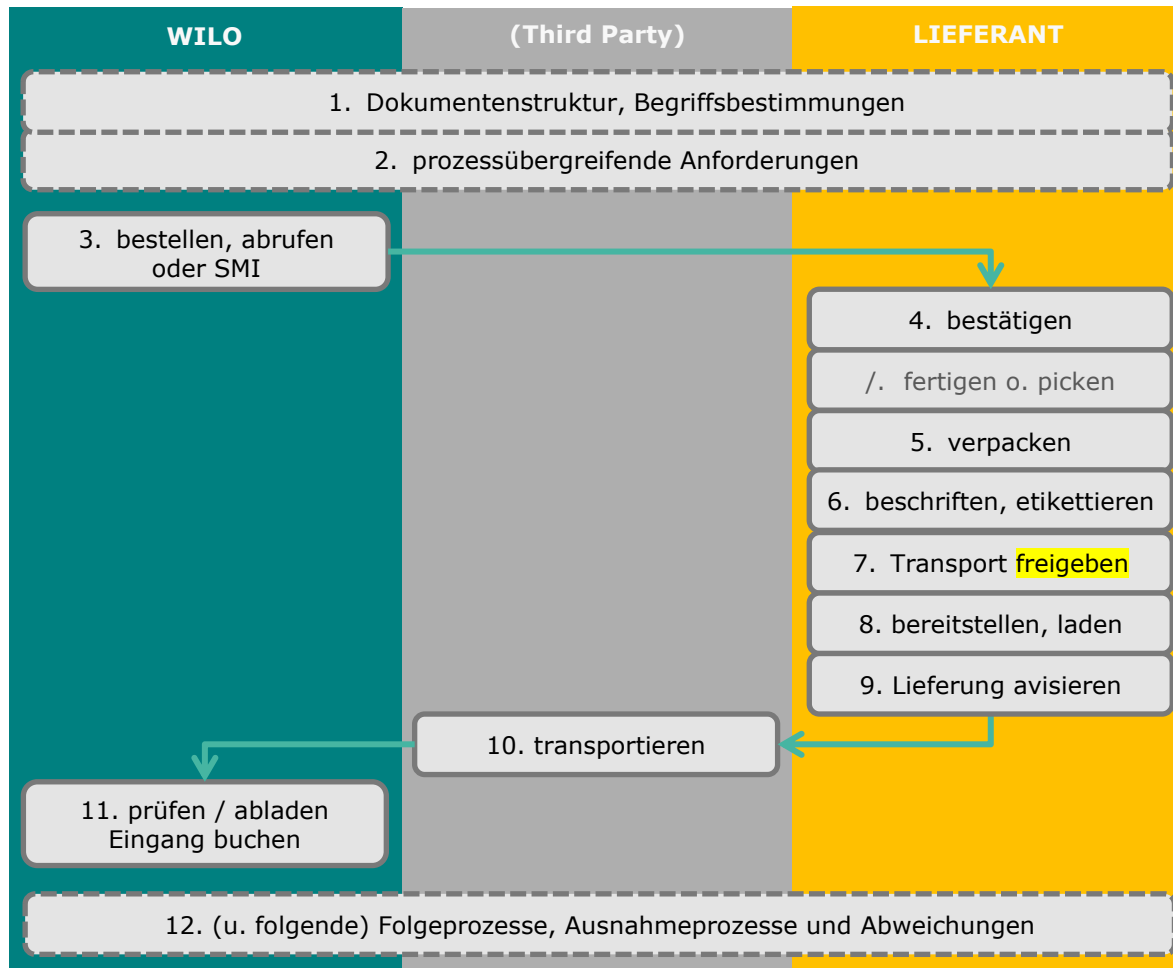 WILO
(Third Party)
LIEFERANT
1. Dokumentenstruktur, Begriffsbestimmungen
2. prozessübergreifende Anforderungen
3. bestellen, abrufen
oder SMI
4. bestätigen
/. fertigen o. picken
5. verpacken
6. beschriften, etikettieren
7. Transport freigeben
8. bereitstellen, laden
9. Lieferung avisieren
10. transportieren
11. prüfen / abladen
Eingang buchen
12. (u. folgende) Folgeprozesse, Ausnahmeprozesse und Abweichungen